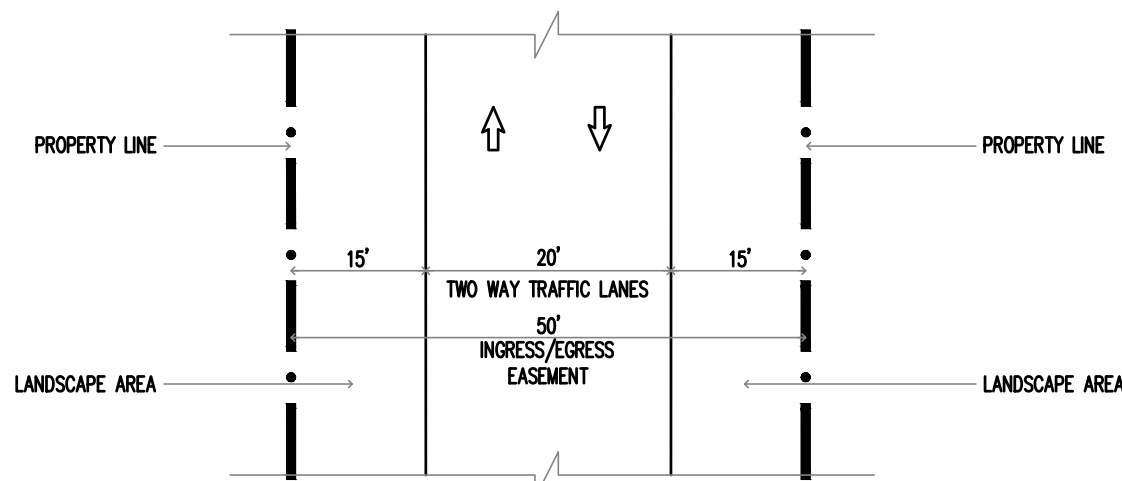 PROPERTY LINE
PROPERTY LINE
15'
20'
15'
TWO WAY TRAFFIC LANES
50'
INGRESS/EGRESS
EASEMENT
LANDSCAPE AREA
LANDSCAPE AREA